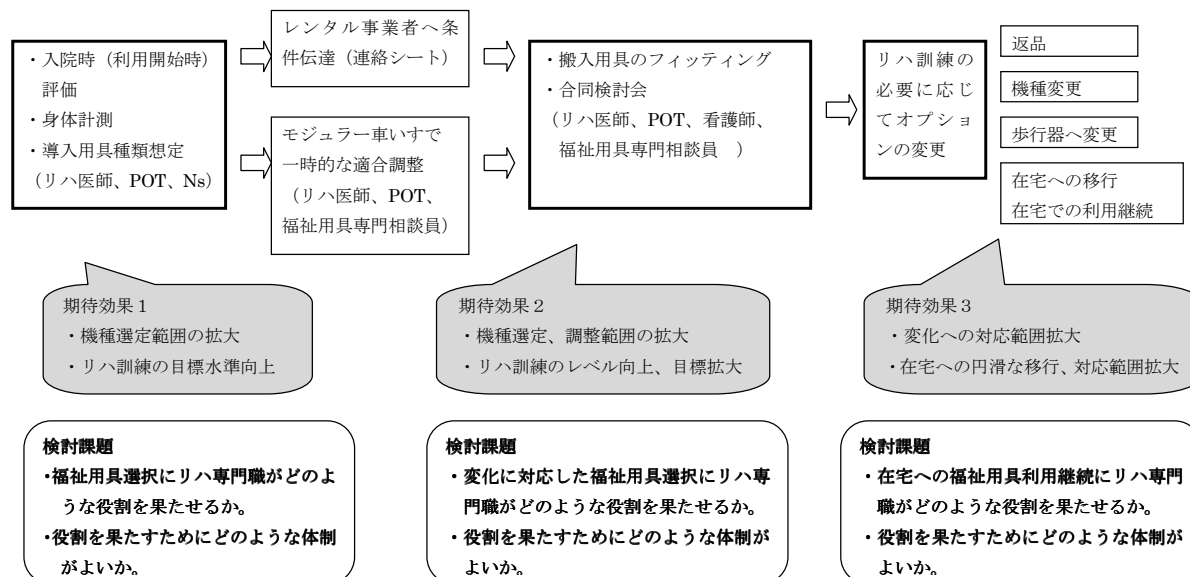 ・入院時（利用開始時）
評価
・身体計測
・導入用具種類想定
（リハ医師、POT、Ns）
レンタル事業者へ条
件伝達（連絡シート）
モジュラー車いすで
一時的な適合調整
（リハ医師、POT、
福祉用具専門相談員）
・搬入用具のフィッティング
・合同検討会
（リハ医師、POT、看護師、
福祉用具専門相談員　）
リハ訓練の
必要に応じ
てオプショ
ンの変更
返品
機種変更
歩行器へ変更
在宅への移行
在宅での利用継続
期待効果１
・機種選定範囲の拡大
・リハ訓練の目標水準向上
期待効果２
・機種選定、調整範囲の拡大
・リハ訓練のレベル向上、目標拡大
期待効果３
・変化への対応範囲拡大
・在宅への円滑な移行、対応範囲拡大
検討課題
・福祉用具選択にリハ専門職がどのよ
うな役割を果たせるか。
・役割を果たすためにどのような体制
がよいか。
検討課題
・変化に対応した福祉用具選択にリハ専
門職がどのような役割を果たせるか。
・役割を果たすためにどのような体制が
よいか。
検討課題
・在宅への福祉用具利用継続にリハ専門
職がどのような役割を果たせるか。
・役割を果たすためにどのような体制が
よいか。